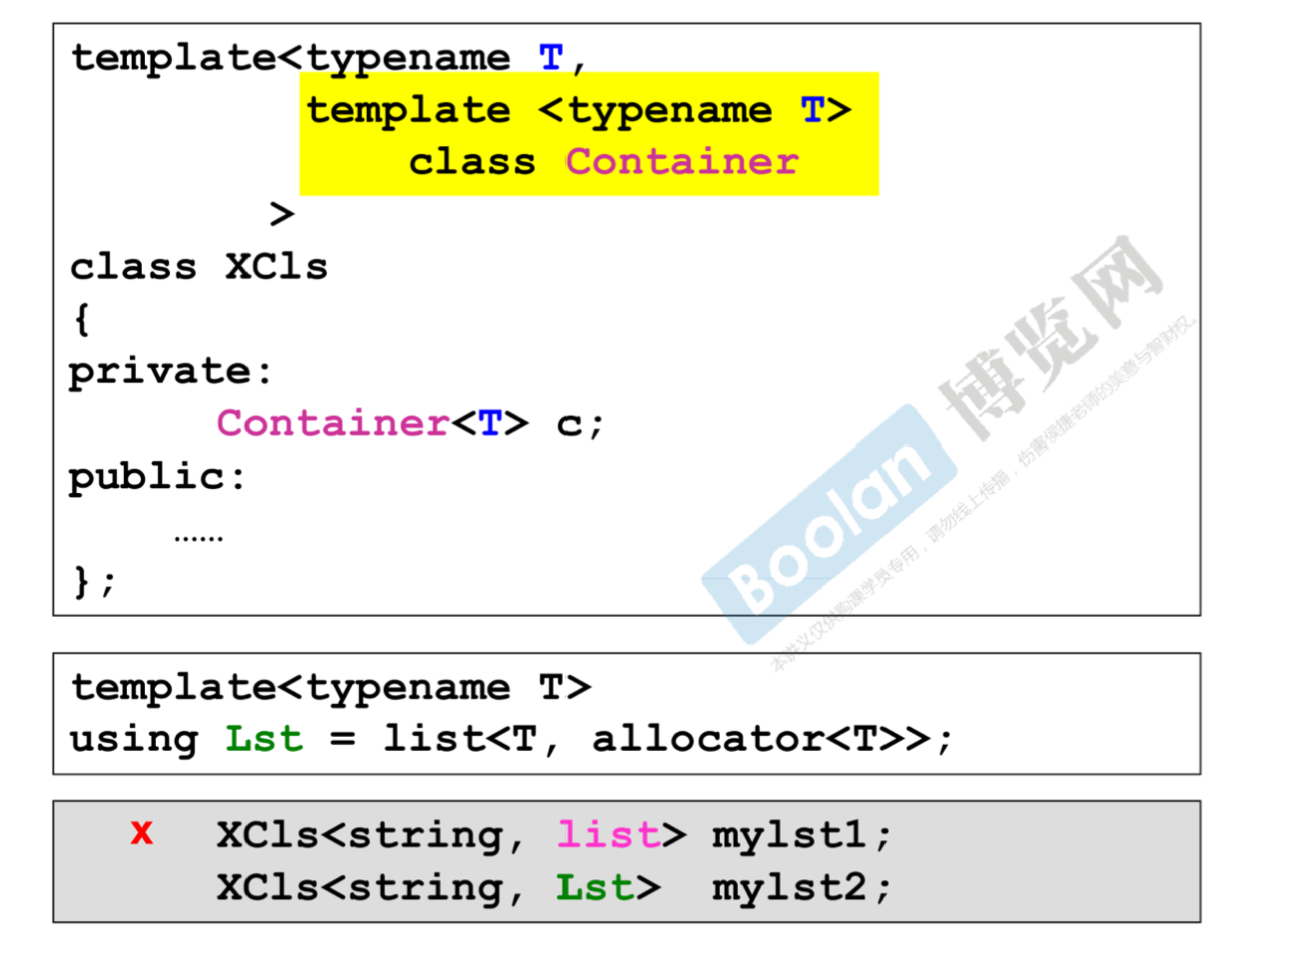 template<typename T,
template <typename T>
class Container
>
class XCls
{
private:
Container<T> c;
public:
......
};
template<typename T>
using Lst = list<T, allocator<T>>;
x XCls<string, list> mylst1;
XCls<string, Lst> mylst2;
Boolan 博览网
本讲义仅供购课学员专用,请勿线上传播,伤害侯捷老师的美意与智财权。